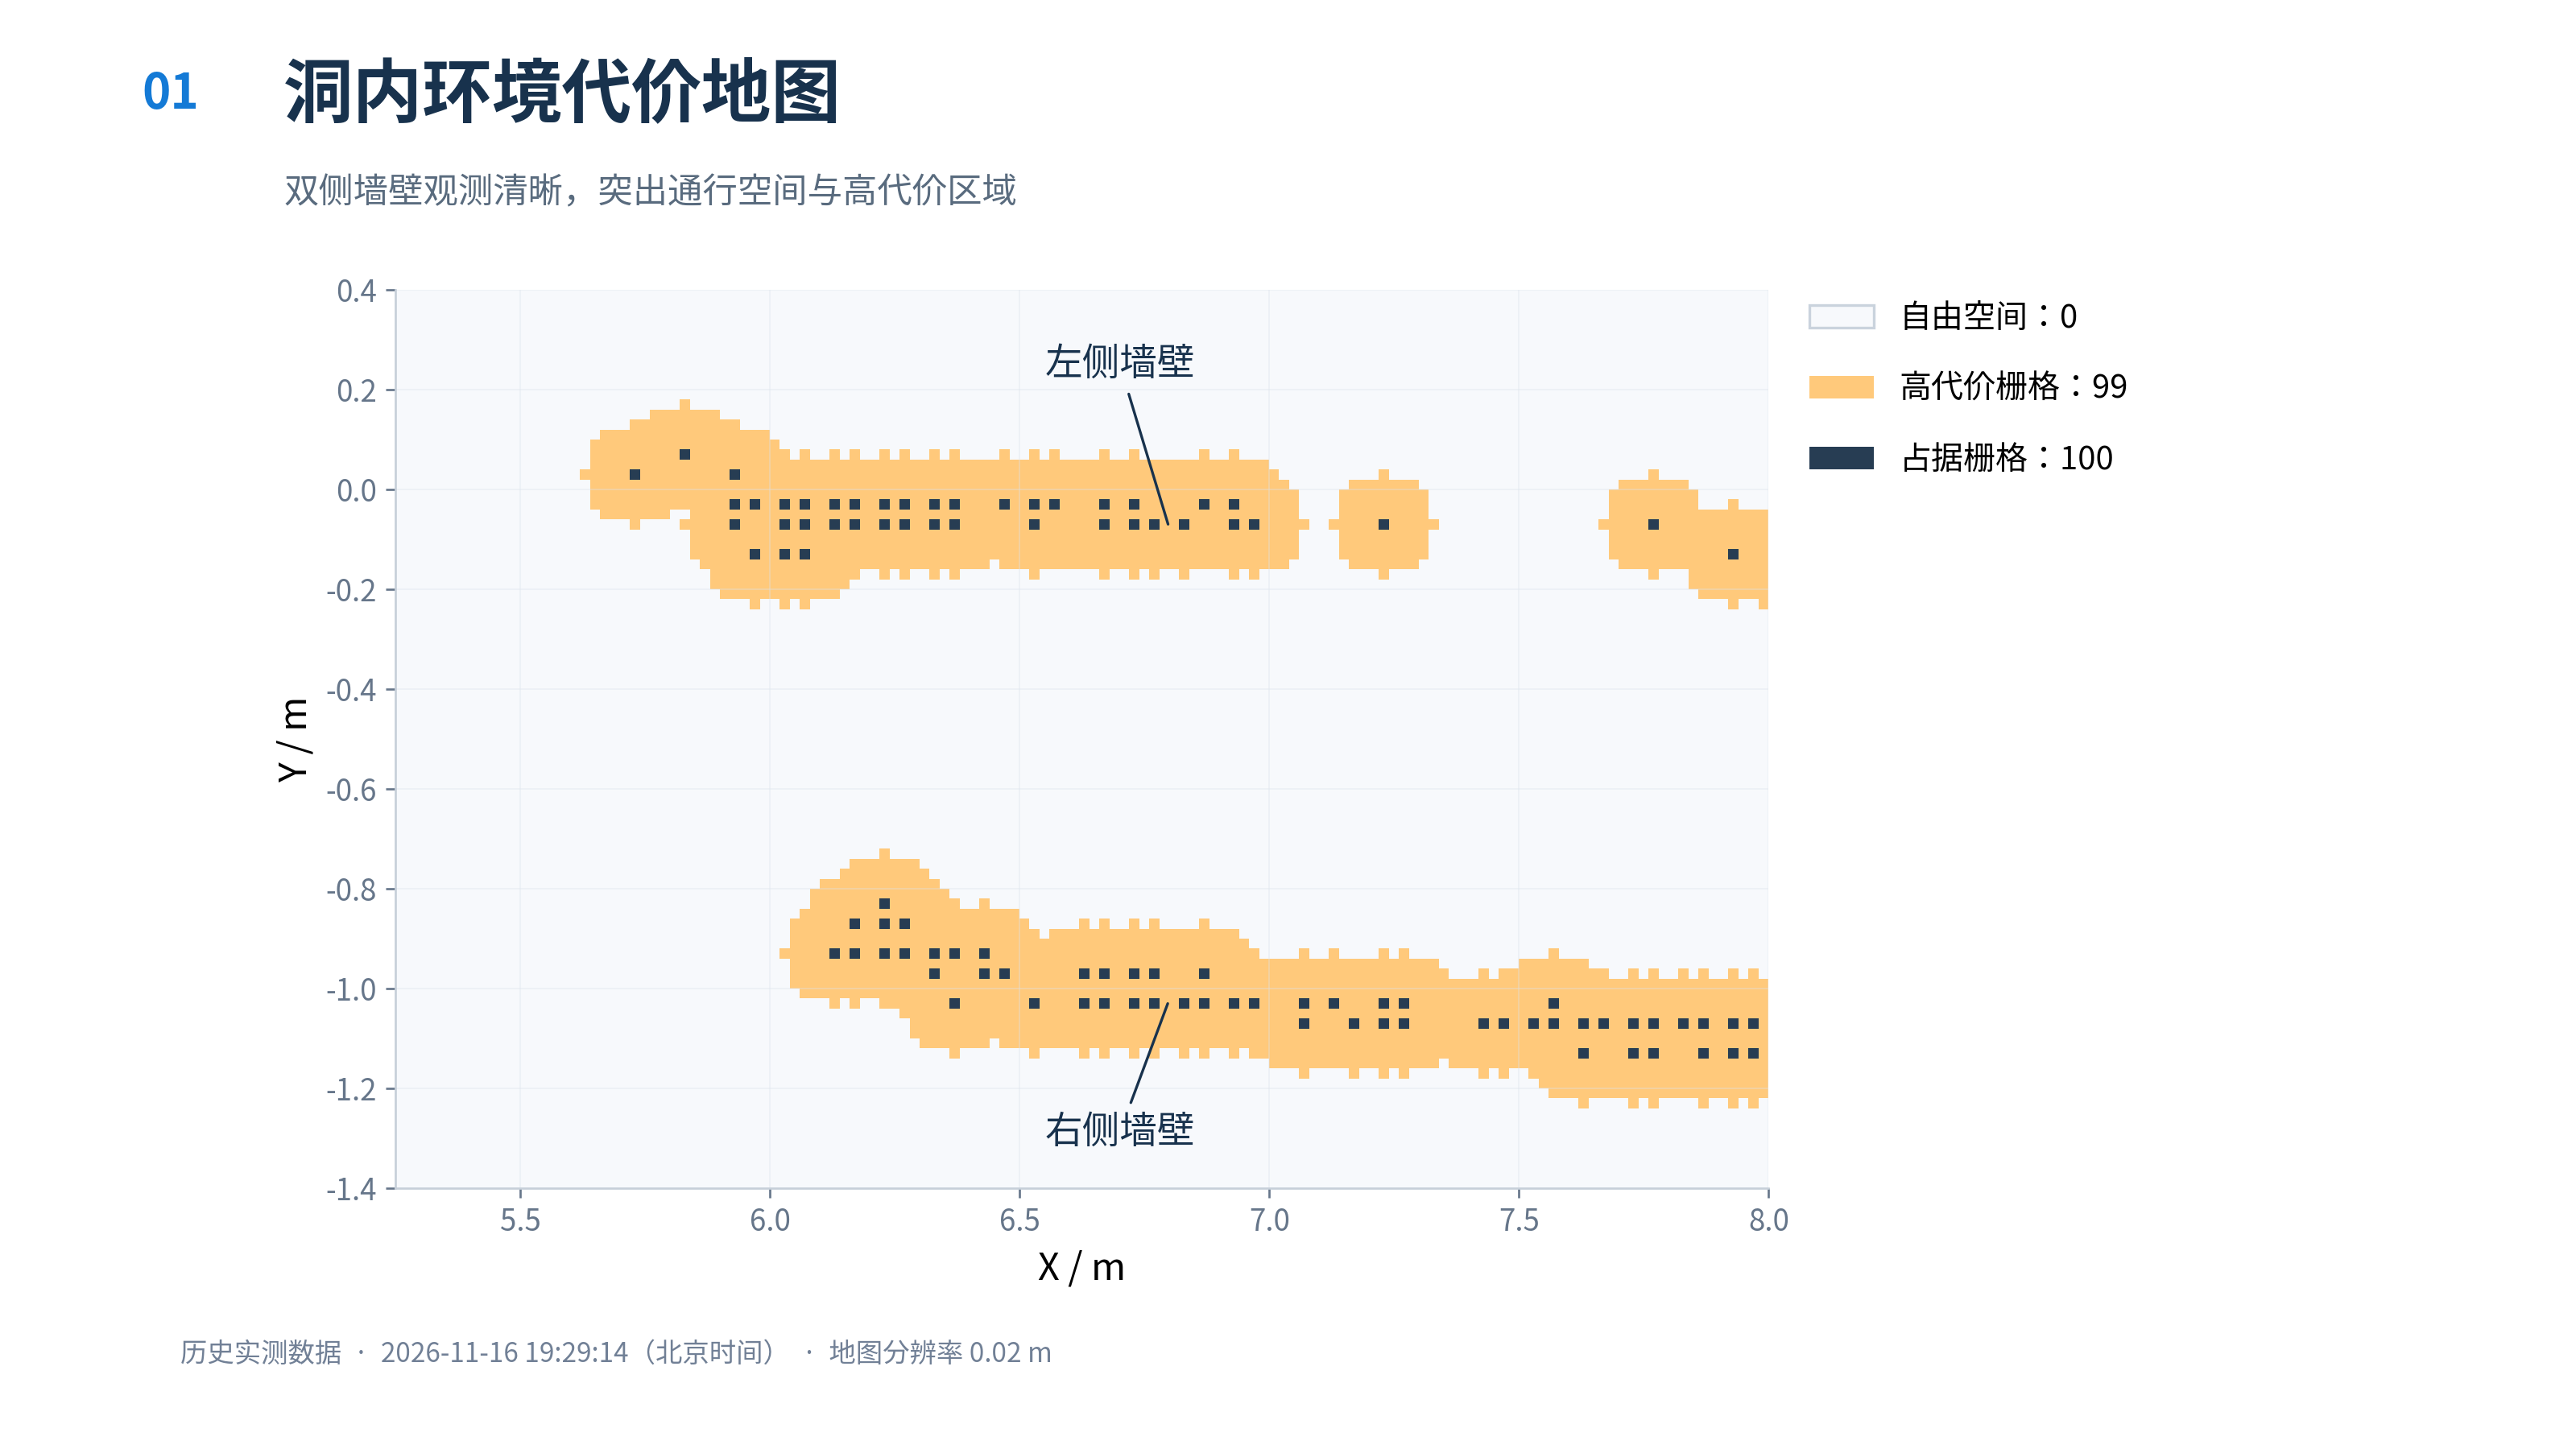 01 洞内环境代价地图
双侧墙壁观测清晰，突出通行空间与高代价区域
自由空间：0
高代价栅格：99
占据栅格：100
左侧墙壁
右侧墙壁
Y / m
0.4
0.2
0.0
-0.2
-0.4
-0.6
-0.8
-1.0
-1.2
-1.4
5.5 6.0 6.5 7.0 7.5 8.0
X / m
历史实测数据 · 2026-11-16 19:29:14（北京时间） · 地图分辨率 0.02 m